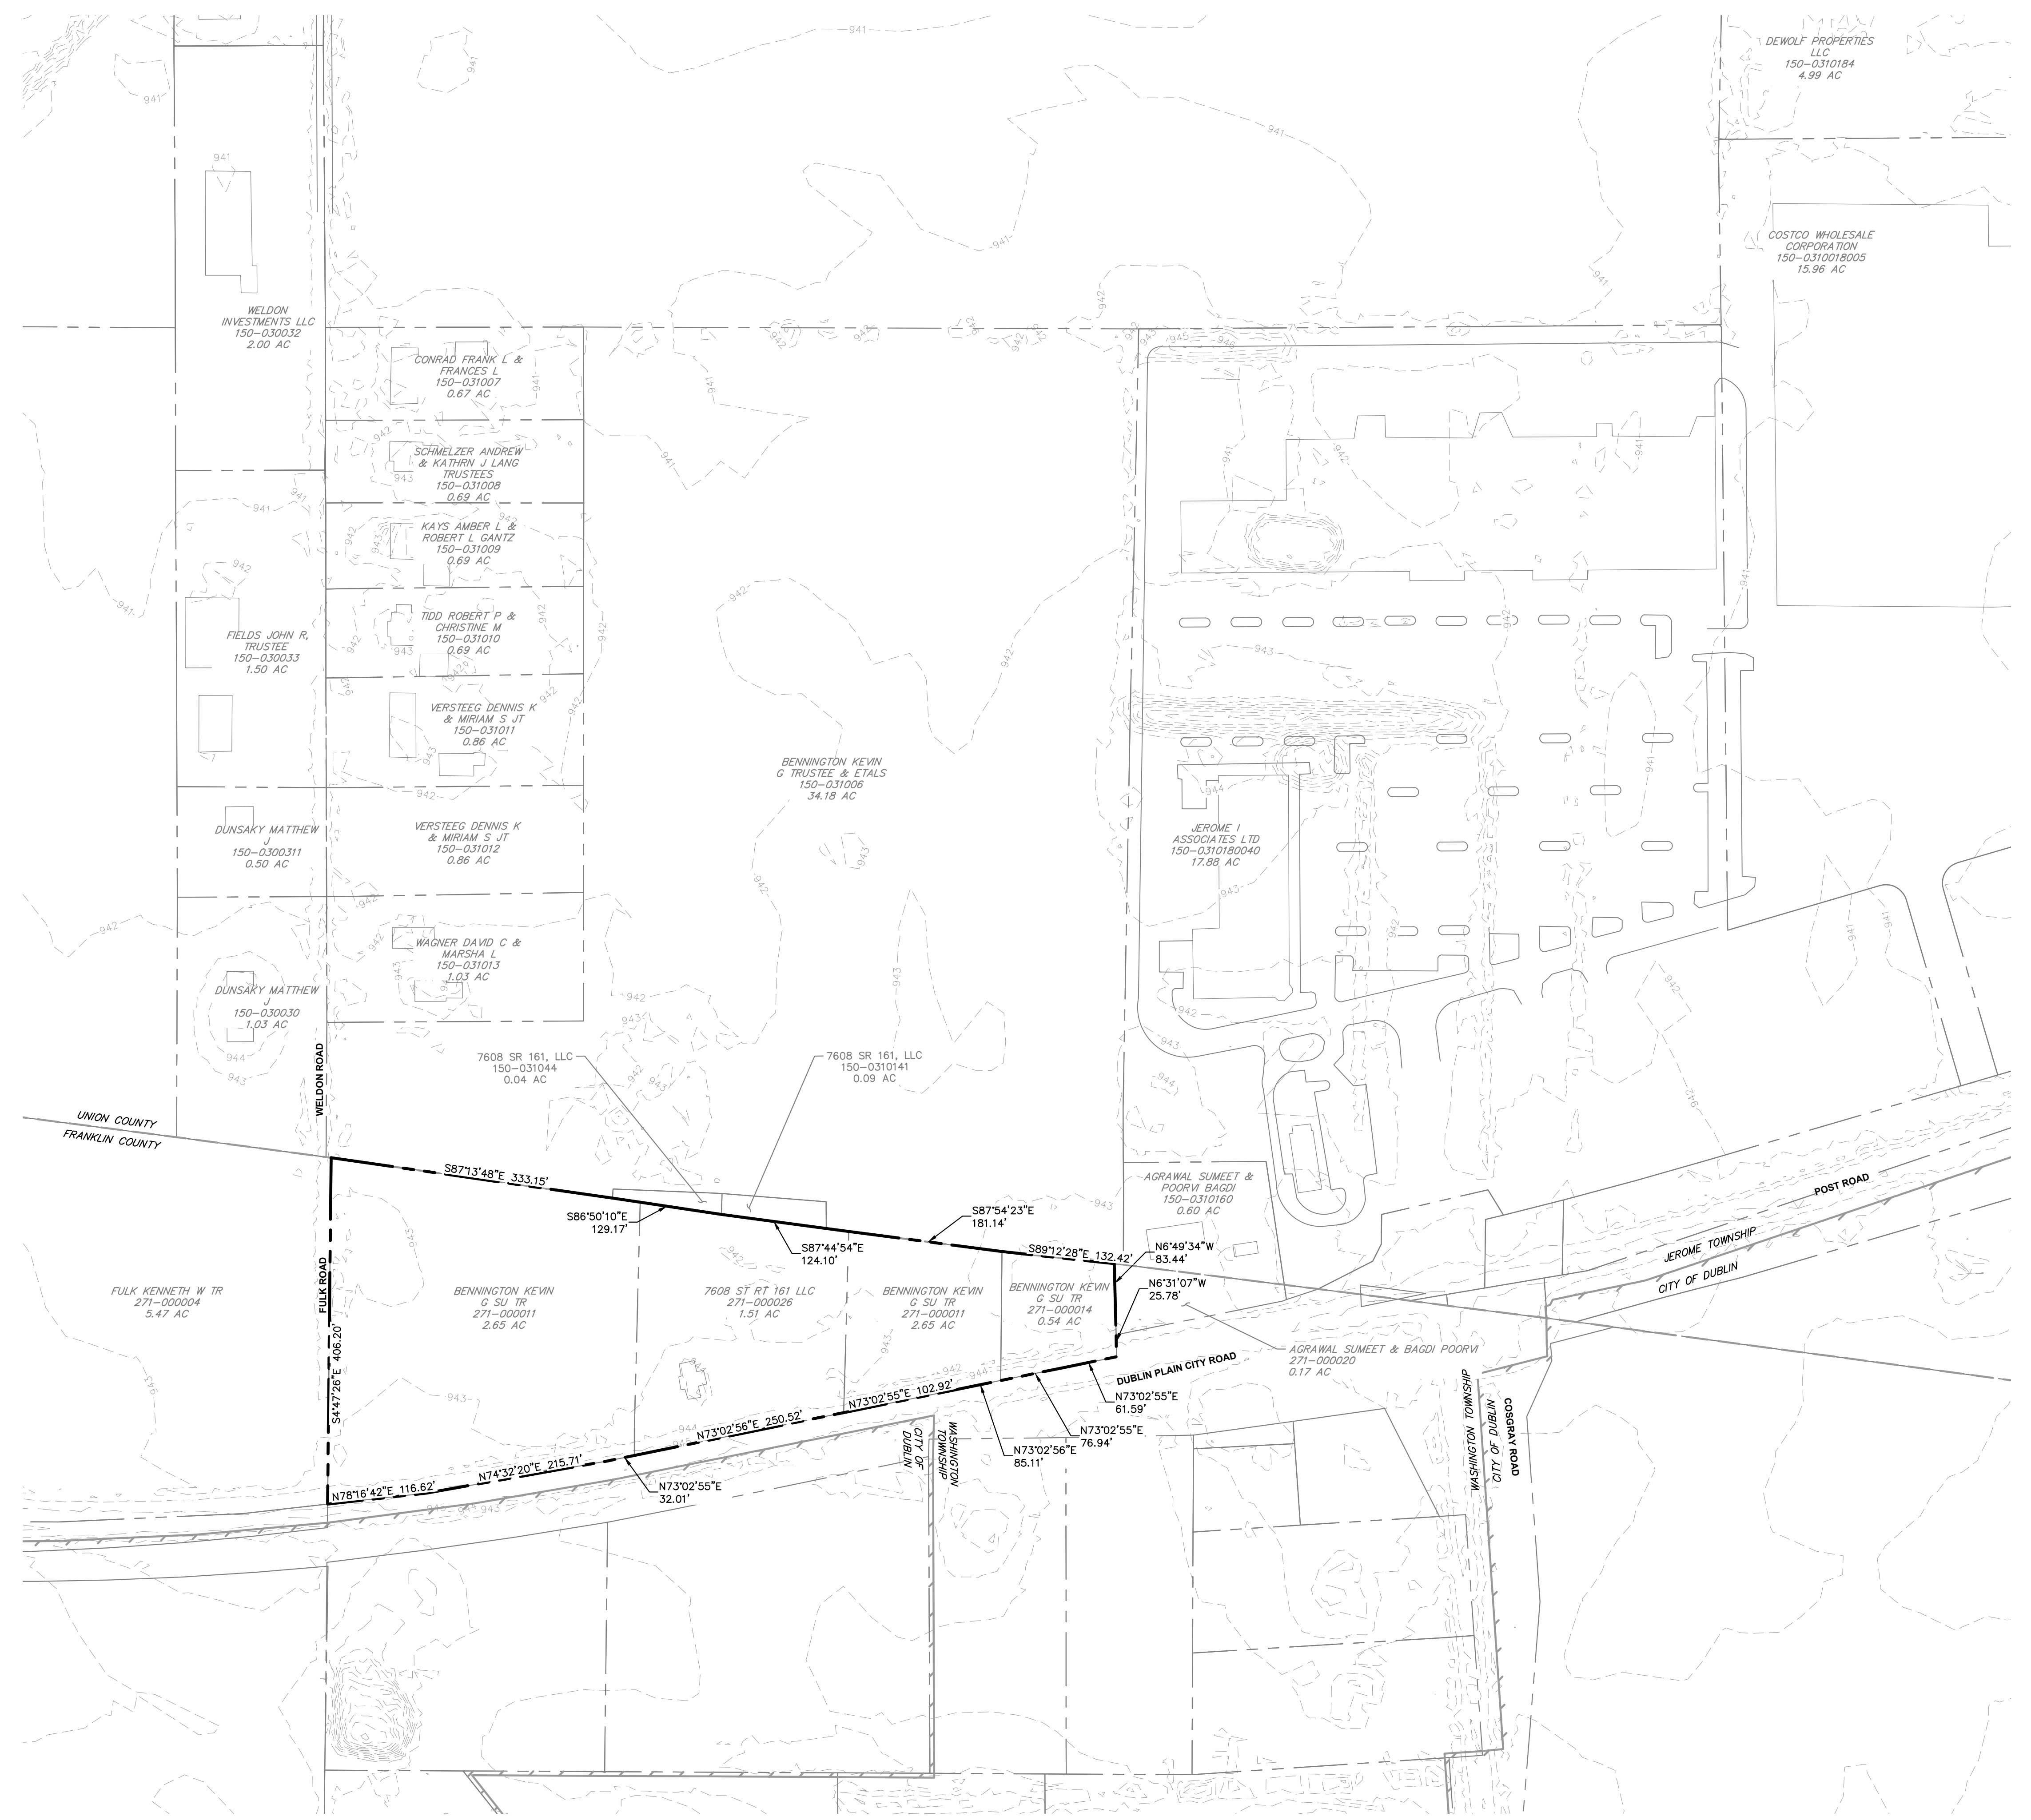 DEWOLF PROPERTIES
LLC
150-0310184
4.99 AC
COSTCO WHOLESALE
CORPORATION
150-0310018005
15.96 AC
WELDON
INVESTMENTS LLC
150-030032
2.00 AC
CONRAD FRANK L &
FRANCES L
150-031007
0.67 AC
SCHMELZER ANDREW
& KATHRN J LANG
TRUSTEES
150-031008
0.69 AC
KAYS AMBER L &
ROBERT L GANTZ
150-031009
0.69 AC
TIDD ROBERT P &
CHRISTINE M
150-031010
0.69 AC
FIELDS JOHN R,
TRUSTEE
150-030033
1.50 AC
VERSTEEG DENNIS K
& MIRIAM S JT
150-031011
0.86 AC
BENNINGTON KEVIN
G TRUSTEE & ETALS
150-031006
34.18 AC
DUNSAKY MATTHEW
J
150-0300311
0.50 AC
VERSTEEG DENNIS K
& MIRIAM S JT
150-031012
0.86 AC
JEROME I
ASSOCIATES LTD
150-0310180040
17.88 AC
WAGNER DAVID C &
MARSHA L
150-031013
1.03 AC
DUNSAKY MATTHEW
J
150-030030
1.03 AC
WELDON ROAD
7608 SR 161, LLC
150-031044
0.04 AC
7608 SR 161, LLC
150-0310141
0.09 AC
UNION COUNTY
FRANKLIN COUNTY
S87°13'48"E 333.15'
S86°50'10"E
129.17'
S87°44'54"E
124.10'
S87°54'23"E
181.14'
S89°12'28"E 132.42'
N6°49'34"W
83.44'
N6°31'07"W
25.78'
AGRAWAL SUMEET &
POORVI BAGDI
150-0310160
0.60 AC
POST ROAD
JEROME TOWNSHIP
CITY OF DUBLIN
FULK KENNETH W TR
271-000004
5.47 AC
FULK ROAD
S4°47'26"E 406.20'
BENNINGTON KEVIN
G SU TR
271-000011
2.65 AC
7608 ST RT 161 LLC
271-000026
1.51 AC
BENNINGTON KEVIN
G SU TR
271-000011
2.65 AC
BENNINGTON KEVIN
G SU TR
271-000014
0.54 AC
AGRAWAL SUMEET & BAGDI POORVI
271-000020
0.17 AC
DUBLIN PLAIN CITY ROAD
N78°16'42"E 116.62'
N74°32'20"E 215.71'
N73°02'55"E
32.01'
N73°02'56"E 250.52'
N73°02'55"E 102.92'
N73°02'56"E
85.11'
N73°02'55"E
76.94'
N73°02'55"E
61.59'
CITY OF
DUBLIN
WASHINGTON
TOWNSHIP
WASHINGTON TOWNSHIP
CITY OF DUBLIN
COSGRAY ROAD